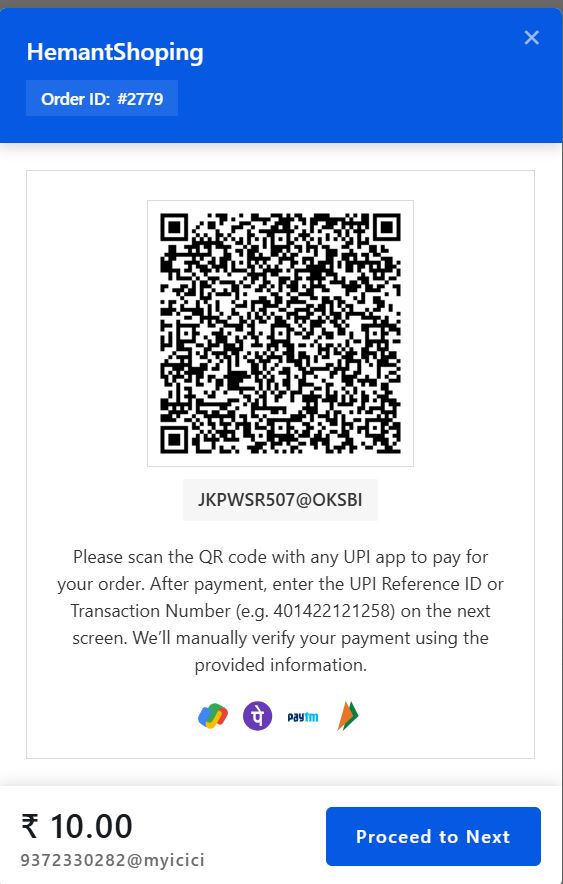 HemantShoping
Order ID: #2779
JKPWSR507@OKSBI
Please scan the QR code with any UPI app to pay for
your order. After payment, enter the UPI Reference ID or
Transaction Number (e.g. 401422121258) on the next
screen. We’ll manually verify your payment using the
provided information.
पे paytm
₹ 10.00
9372330282@myicici
Proceed to Next